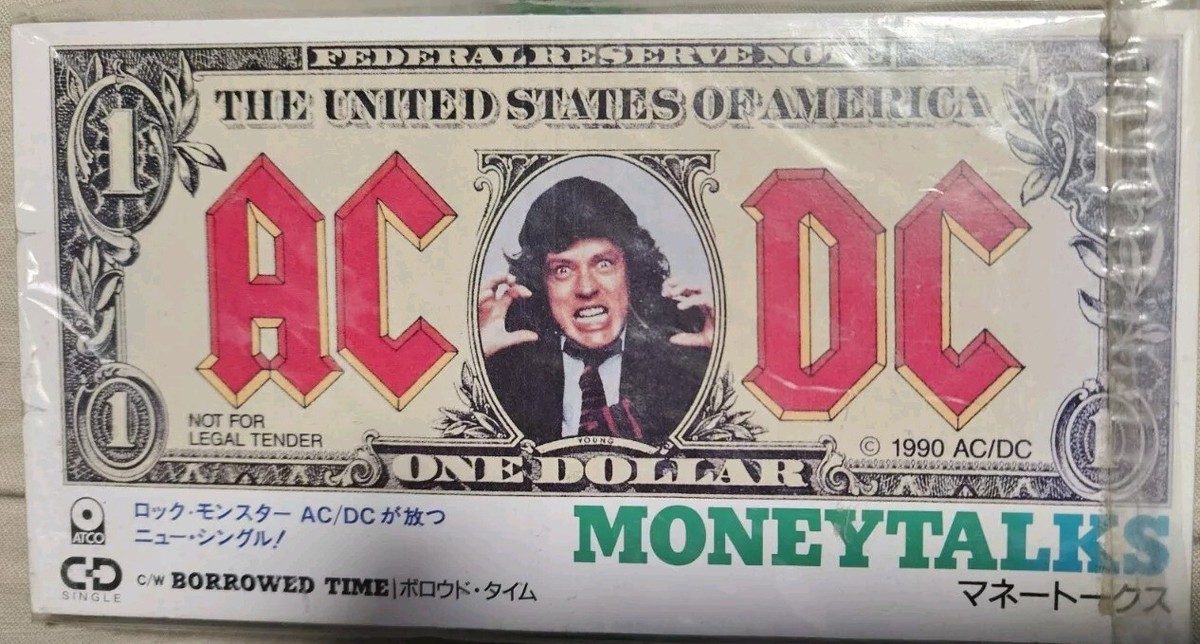 FEDERAL RESERVE NOTE
THE UNITED STATES OF AMERICA
1
AC DC
1
NOT FOR
LEGAL TENDER
YOUNG
© 1990 AC/DC
ONE DOLLAR
ATCO
ロック・モンスター AC/DCが放つ
ニュー・シングル!
MONEYTALKS
マネートークス
CD
SINGLE
C/W BORROWED TIME|ボロウド・タイム